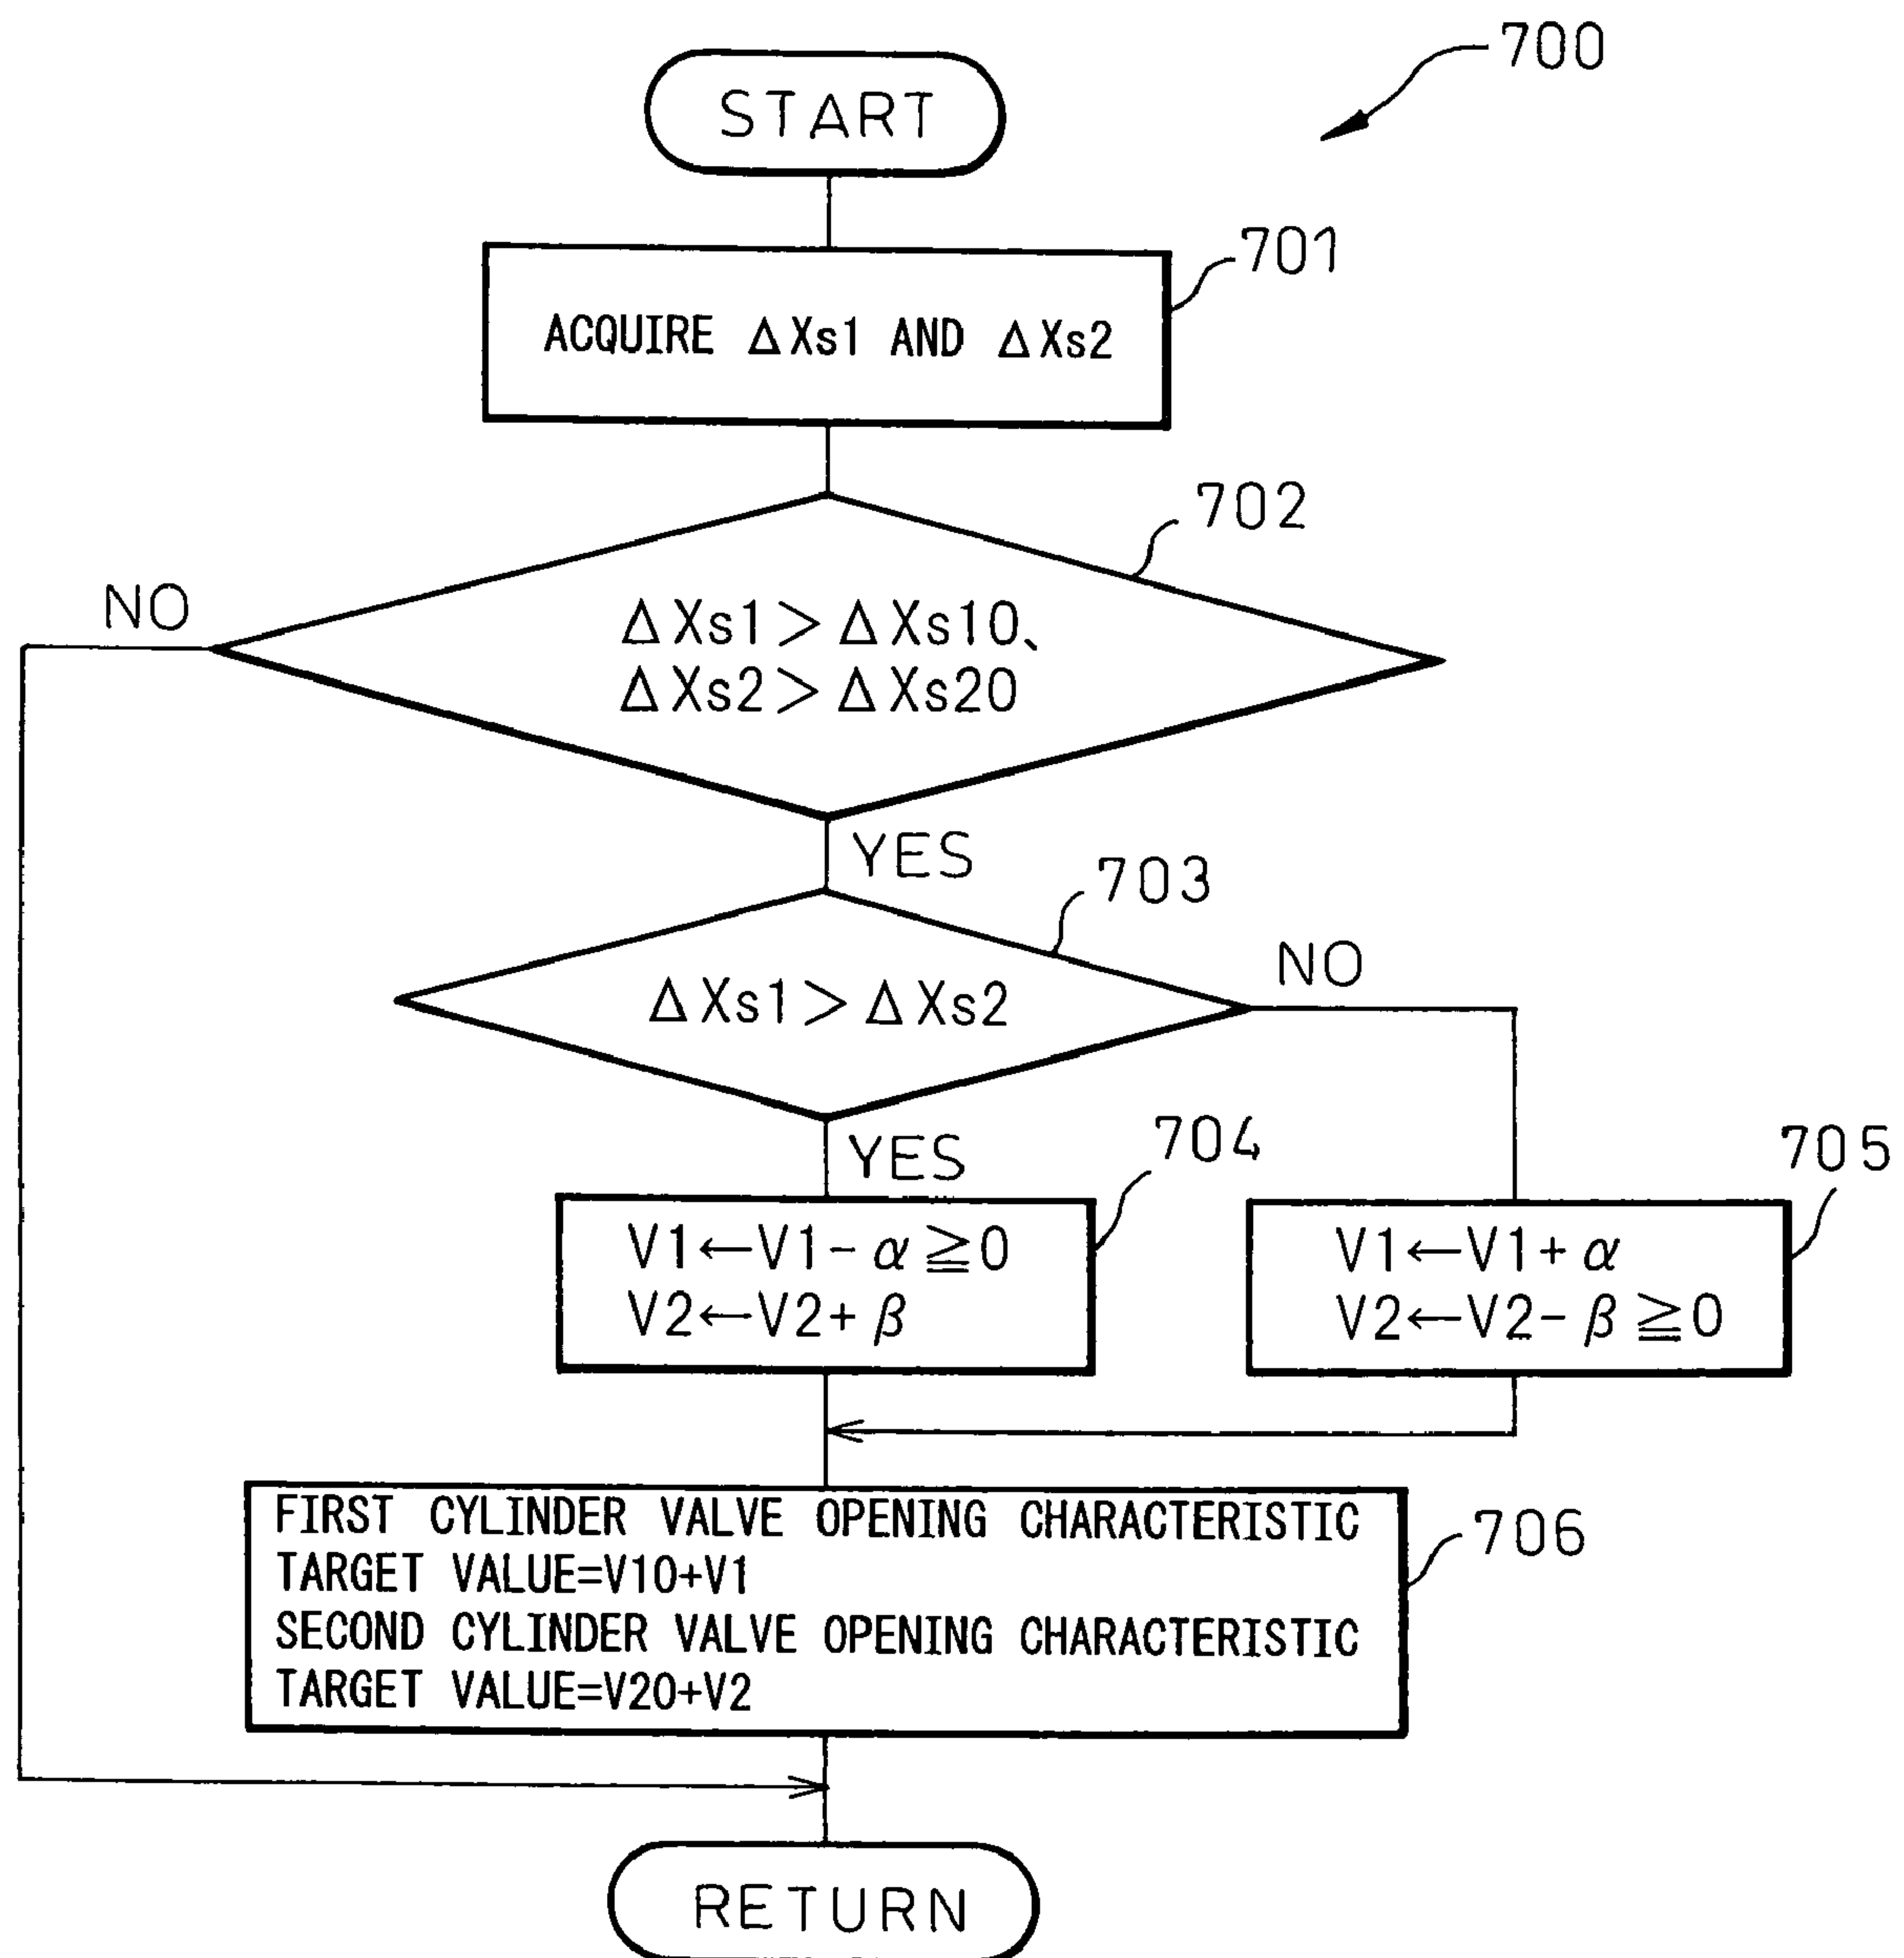 700
START
701
ACQUIRE ΔXs1 AND ΔXs2
702
NO
ΔXs1>ΔXs10、
ΔXs2>ΔXs20
YES
703
NO
ΔXs1>ΔXs2
YES
704
705
V1←V1-α≧0
V2←V2+β
V1←V1+α
V2←V2-β≧0
FIRST CYLINDER VALVE OPENING CHARACTERISTIC
TARGET VALUE=V10+V1
SECOND CYLINDER VALVE OPENING CHARACTERISTIC
TARGET VALUE=V20+V2
706
RETURN